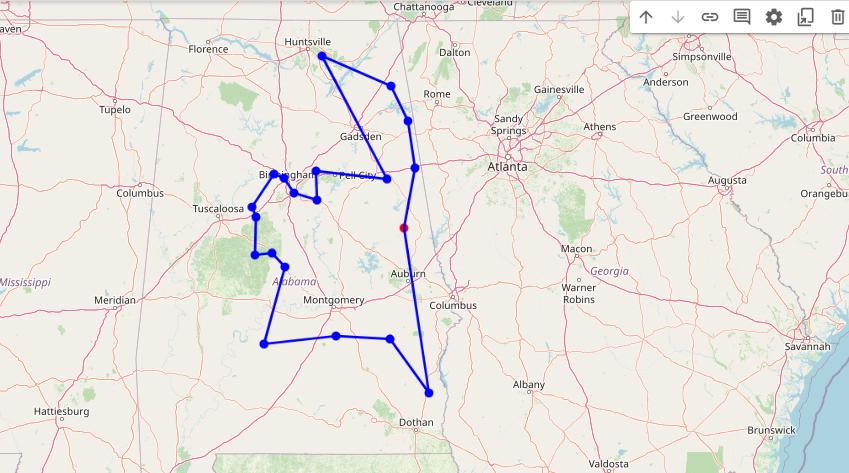 Chattanooga
Cleveland
aven
Huntsville
Florence
Dalton
Simpsonville
Anderson
Rome
Gainesville
Tupelo
Greenwood
Sandy
Springs
Athens
Gadsden
Columbia
Atlanta
Birmingham
Pell City
South
Augusta
Columbus
Orangebu
Tuscaloosa
Macon
Auburn
Georgia
Mississippi
Alabama
Warner
Robins
Meridian
Montgomery
Columbus
Savannah
Albany
Hattiesburg
Dothan
Brunswick
Valdosta